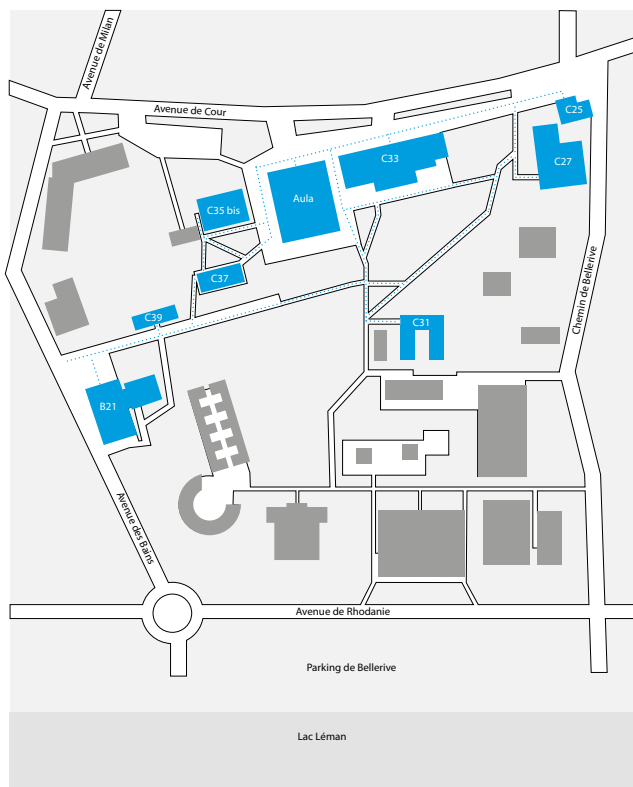 Avenue de Milan
Avenue de Cour
C25
C33
C27
Aula
C35 bis
C37
Chemin de Bellerive
C39
C31
B21
Avenue des Bains
Avenue de Rhodanie
Parking de Bellerive
Lac Léman